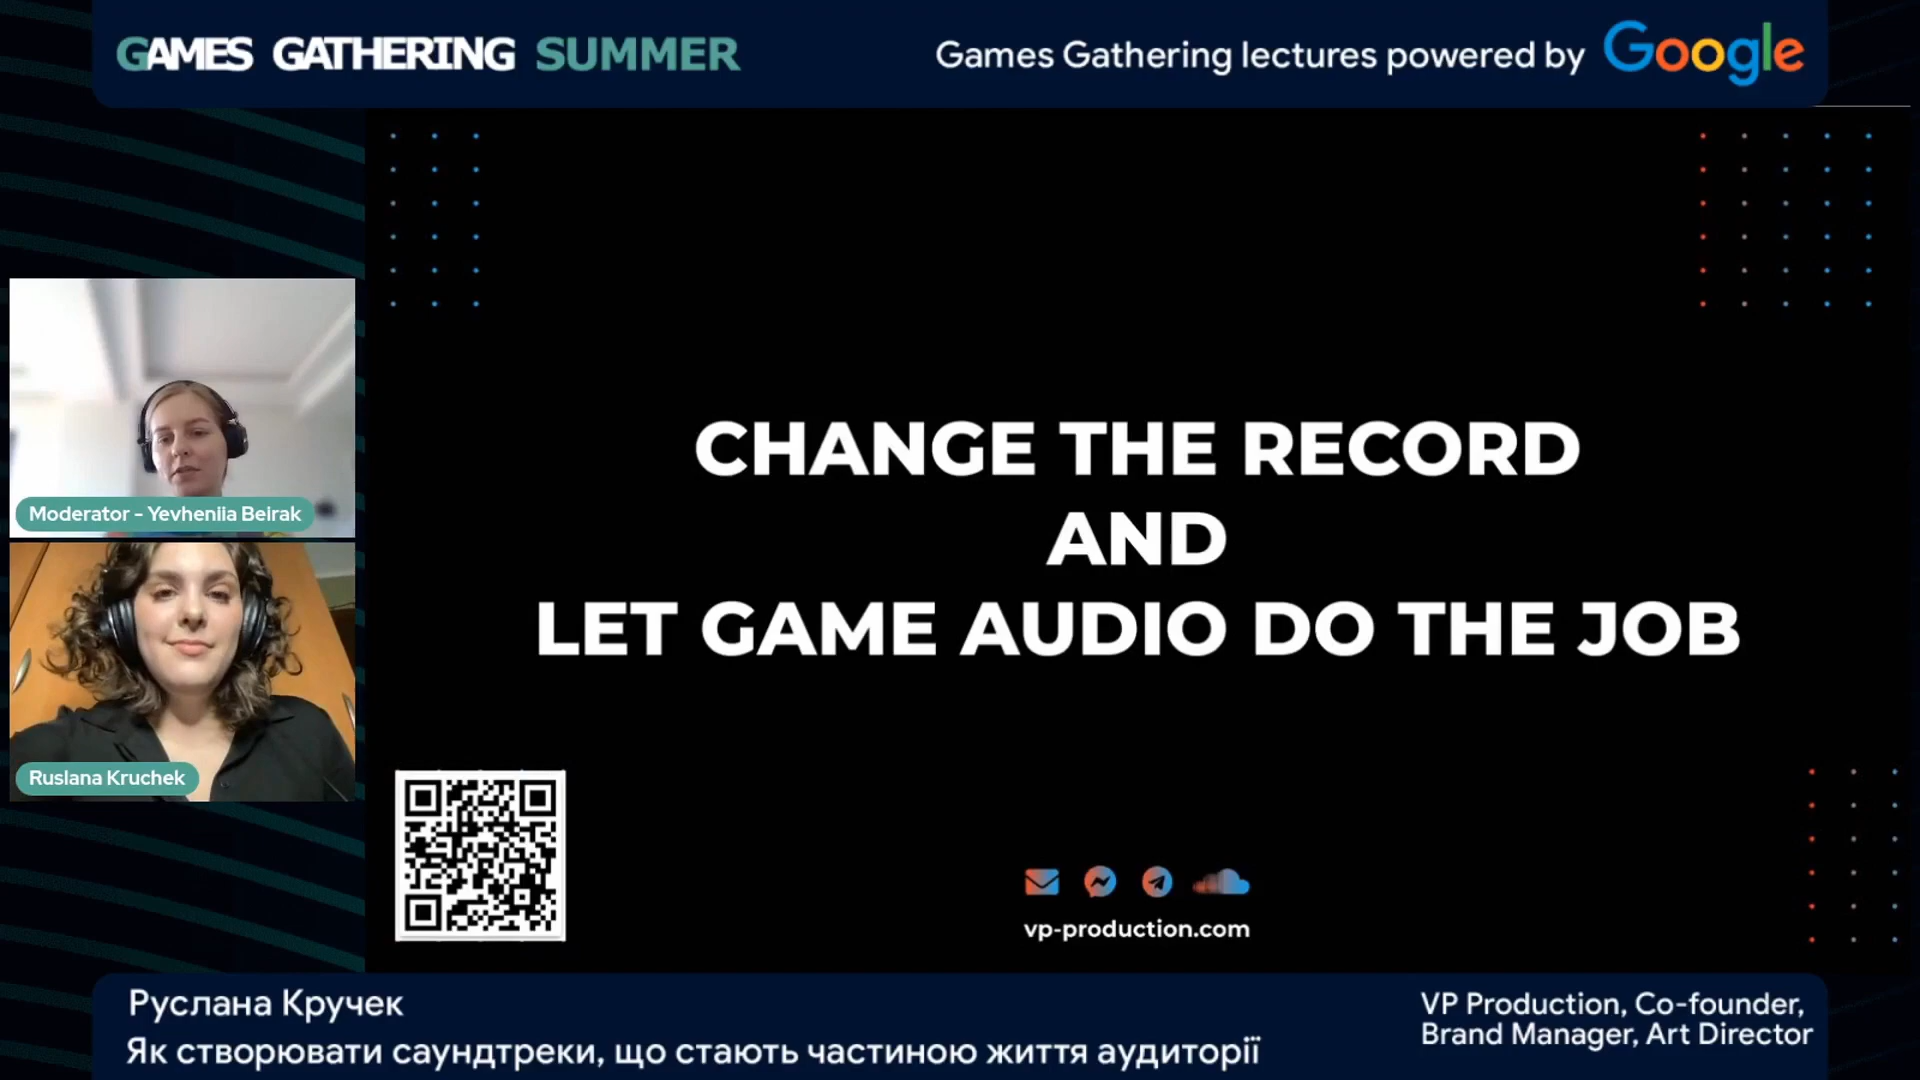 GAMES GATHERING SUMMER
Games Gathering lectures powered by Google
CHANGE THE RECORD
AND
LET GAME AUDIO DO THE JOB
Moderator - Yevheniia Beirak
Ruslana Kruchek
vp-production.com
Руслана Кручек
Як створювати саундтреки, що стають частиною життя аудиторії
VP Production, Co-founder,
Brand Manager, Art Director